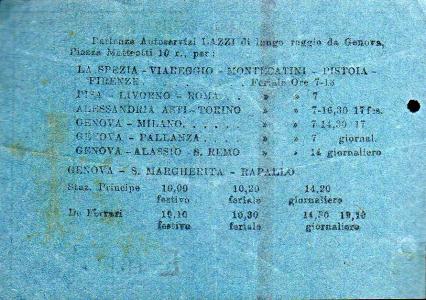 Partenze Autoservizi LAZZI di lungo raggio da Genova,
Piazza Matteotti 10 r., per:
LA SPEZIA - VIAREGGIO - MONTECATINI - PISTOIA -
FIRENZE . . Feriale Ore 7-13
PISA - LIVORNO - ROMA . . » » 7
ALESSANDRIA ASTI - TORINO » » 7-16,30 17 fes.
GENOVA - MILANO. . . . . » » 7-14,30 17
GENOVA - PALLANZA . . » » 7 giornal.
GENOVA - ALASSIO - S. REMO » » 14 giornaliero
GENOVA - S. MARGHERITA - RAPALLO
Staz. Principe 10,00 10,20 14,20
festivo feriale giornaliero
De Ferrari 10,10 10,30 14,30 19,10
festivo feriale giornaliero